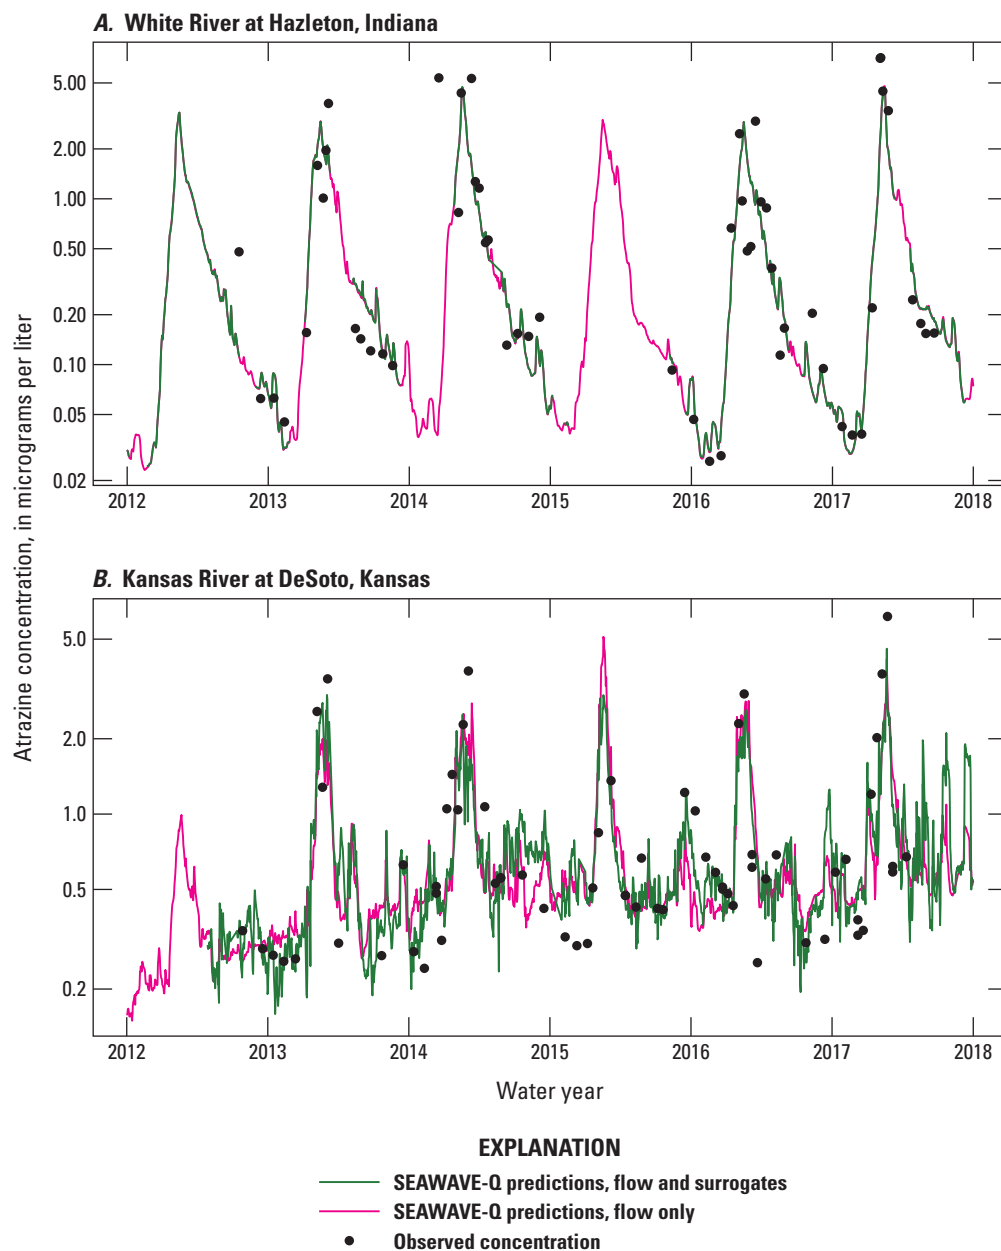 A. White River at Hazleton, Indiana
5.00
2.00
1.00
0.50
0.20
0.10
0.05
0.02
2012 2013 2014 2015 2016 2017 2018
Atrazine concentration, in micrograms per liter
B. Kansas River at DeSoto, Kansas
5.0
2.0
1.0
0.5
0.2
2012 2013 2014 2015 2016 2017 2018
Water year
EXPLANATION
SEAWAVE-Q predictions, flow and surrogates
SEAWAVE-Q predictions, flow only
Observed concentration